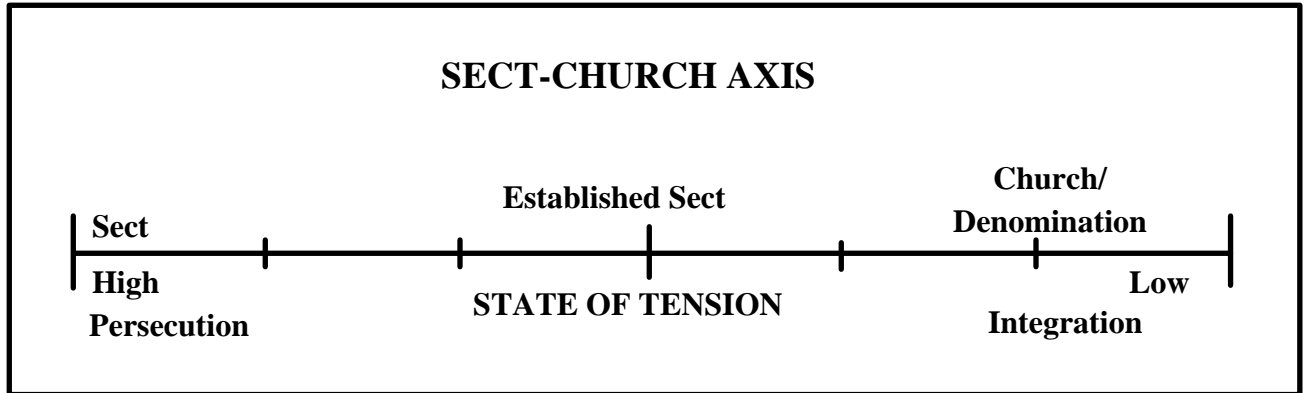 SECT-CHURCH AXIS
Established Sect
Church/
Denomination
Sect
High
Persecution
STATE OF TENSION
Low
Integration